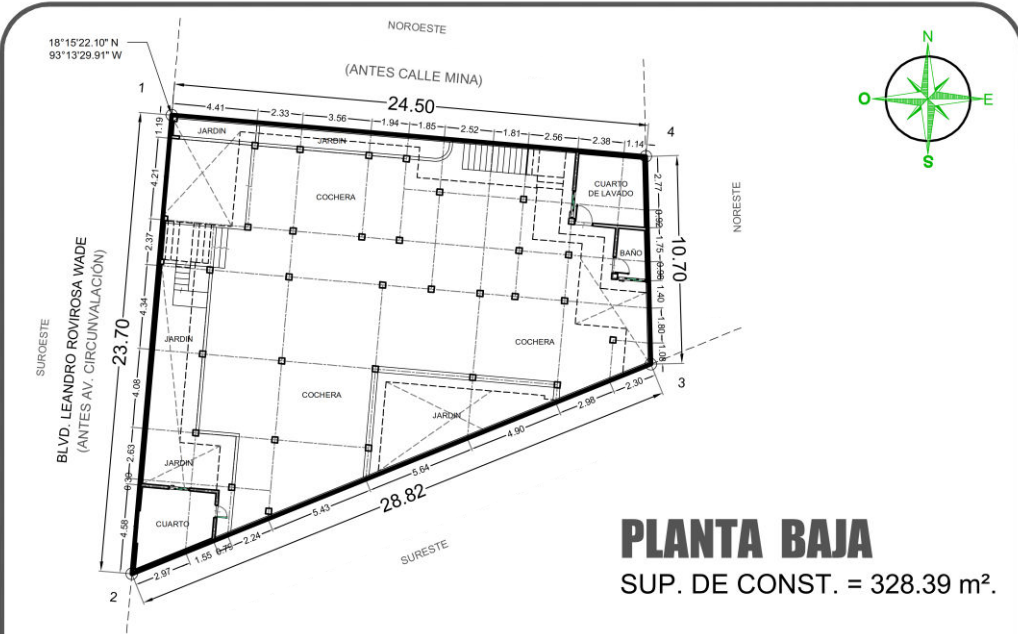 NOROESTE
18°15'22.10" N
93°13'29.91" W
(ANTES CALLE MINA)
1
24.50
4
4.41
2.33
3.56
1.94
1.85
2.52
1.81
2.56
2.38
1.14
N
O
E
S
1.19
4.21
2.37
4.34
4.08
2.63
0.39
4.58
23.70
BLVD. LEANDRO ROVIROSA WADE
(ANTES AV. CIRCUNVALACIÓN)
SUROESTE
JARDIN
JARDIN
JARDIN
COCHERA
CUARTO
DE LAVADO
BAÑO
2.77
1.75
1.40
1.80
1.08
10.70
NORESTE
JARDIN
COCHERA
COCHERA
JARDIN
JARDIN
CUARTO
3
2.30
2.98
4.90
5.64
5.43
2.24
0.75
1.55
2.97
28.82
2
SURESTE
PLANTA BAJA
SUP. DE CONST. = 328.39 m².